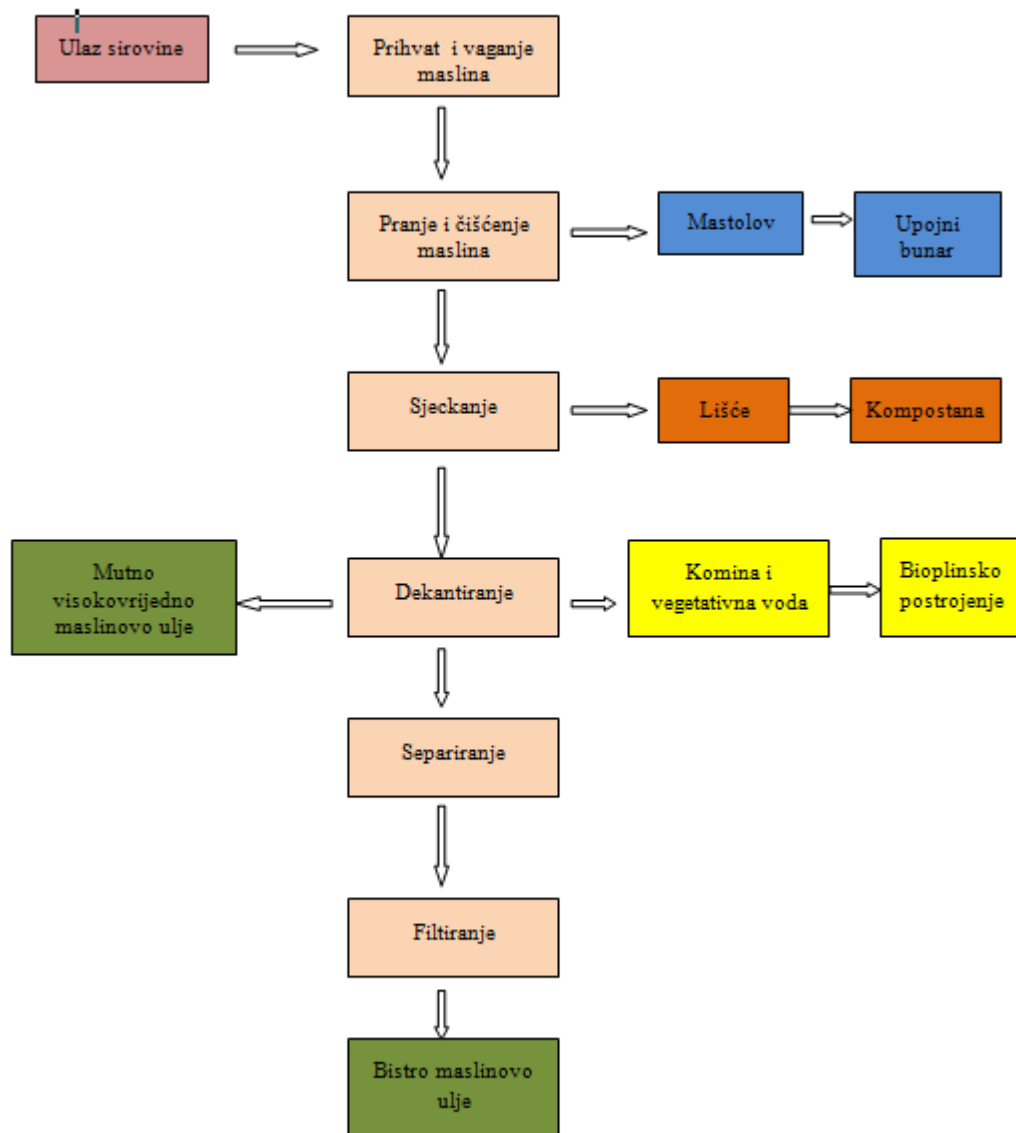 Ulaz sirovine
Prihvat i vaganje
maslina
Pranje i čišćenje
maslina
Mastolov
Upojni
bunar
Sjeckanje
Lišće
Kompostana
Mutno
visokovrijedno
maslinovo ulje
Dekantiranje
Komina i
vegetativna voda
Bioplinsko
postrojenje
Separiranje
Filtiranje
Bistro maslinovo
ulje